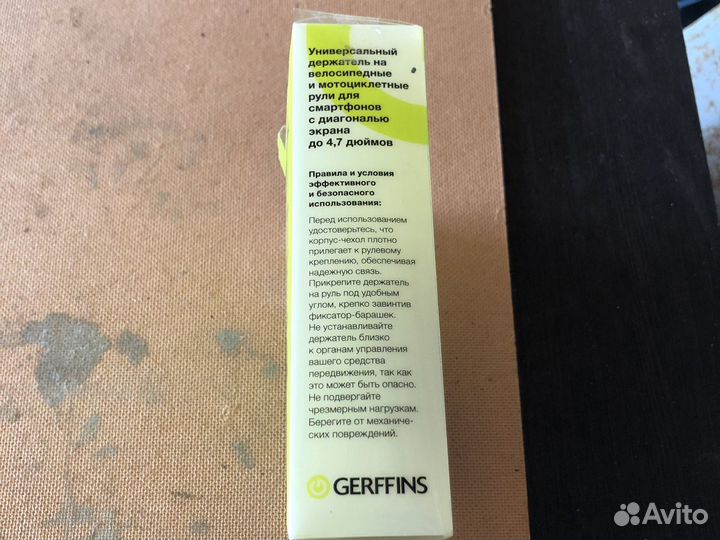 Универсальный
держатель на
велосипедные
и мотоциклетные
рули для
смартфонов
с диагональю
экрана
до 4,7 дюймов
Правила и условия
эффективного
и безопасного
использования:
Перед использованием
удостоверьтесь, что
корпус-чехол плотно
прилегает к рулевому
креплению, обеспечивая
надежную связь.
Прикрепите держатель
на руль под удобным
углом, крепко завинтив
фиксатор-барашек.
Не устанавливайте
держатель близко
к органам управления
вашего средства
передвижения, так как
это может быть опасно.
Не подвергайте
чрезмерным нагрузкам.
Берегите от механиче-
ских повреждений.
GERFFINS
Avito